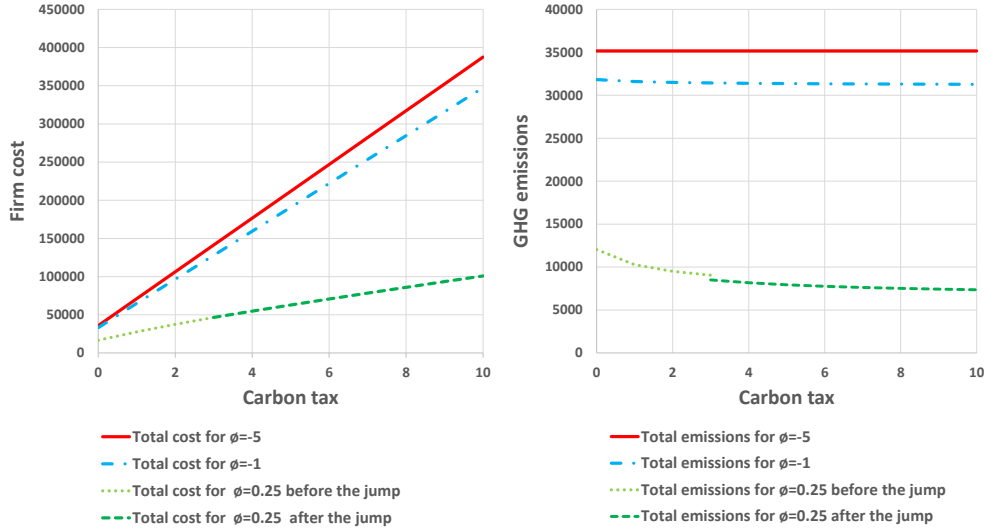 450000
400000
350000
300000
250000
200000
150000
100000
50000
0
Firm cost
0 2 4 6 8 10
Carbon tax
Total cost for ø=-5
Total cost for ø=-1
Total cost for ø=0.25 before the jump
Total cost for ø=0.25 after the jump
40000
35000
30000
25000
20000
15000
10000
5000
0
GHG emissions
0 2 4 6 8 10
Carbon tax
Total emissions for ø=-5
Total emissions for ø=-1
Total emissions for ø=0.25 before the jump
Total emissions for ø=0.25 after the jump